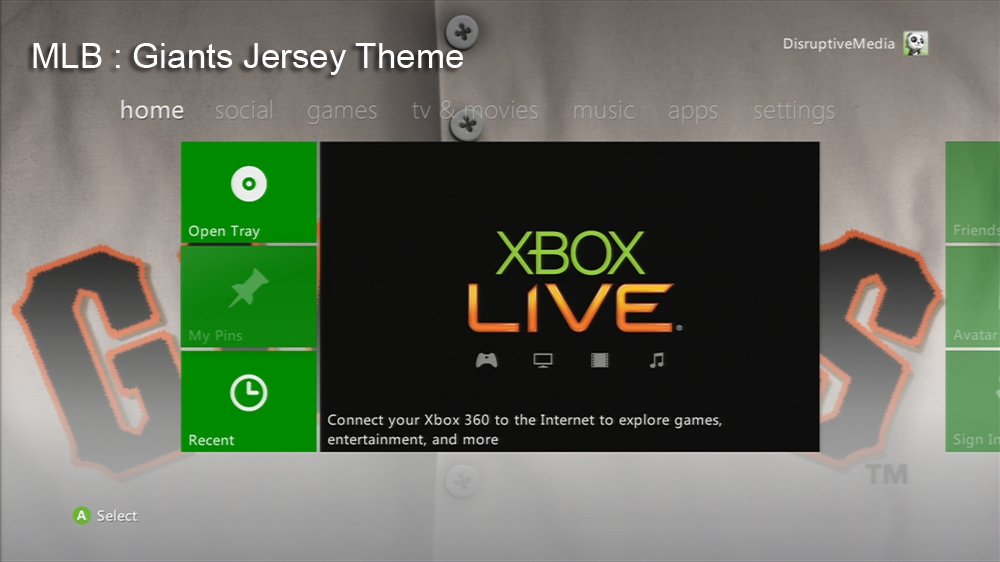 MLB : Giants Jersey Theme
DisruptiveMedia
home social games tv & movies music apps settings
Open Tray
My Pins
Recent
XBOX
LIVE
Connect your Xbox 360 to the Internet to explore games,
entertainment, and more
Friends
Avatar
Sign In
G S
TM
A Select